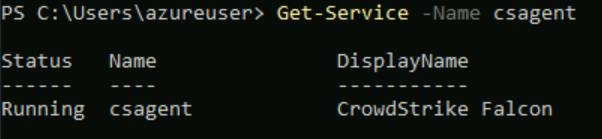 PS C:\Users\azureuser> Get-Service -Name csagent
Status   Name               DisplayName
------   ----               -----------
Running  csagent            CrowdStrike Falcon